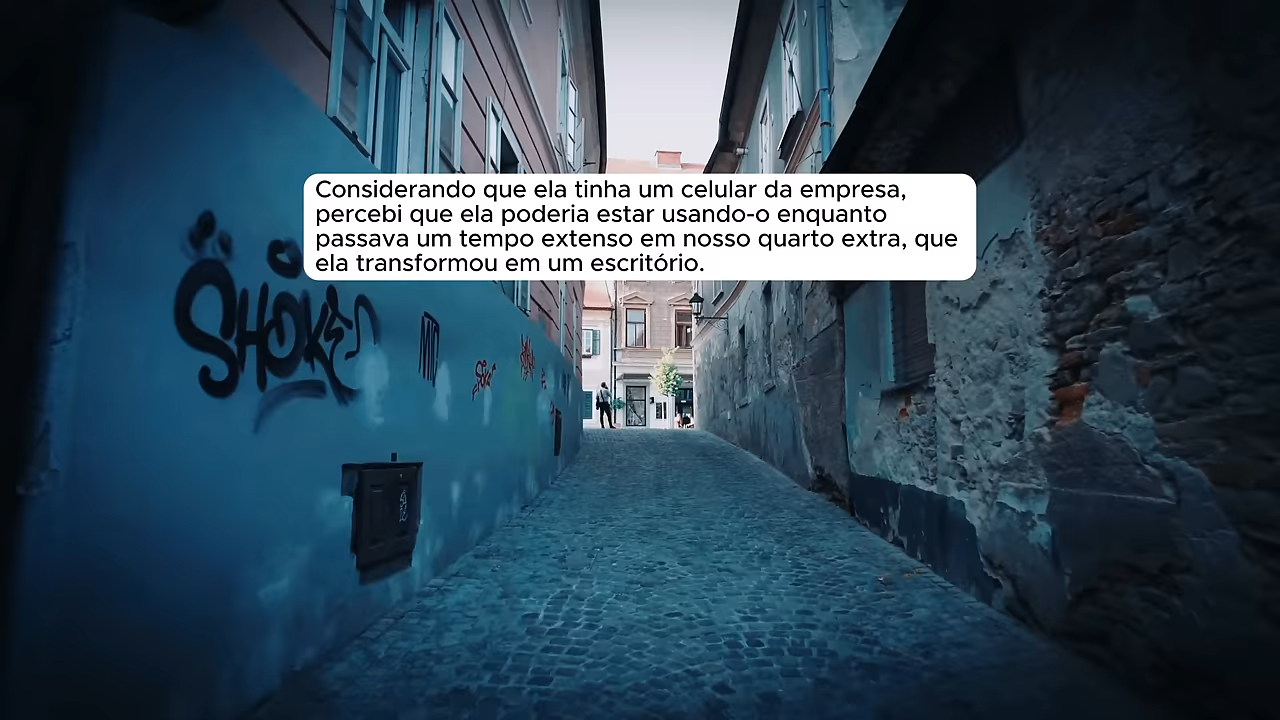 Considerando que ela tinha um celular da empresa,
percebi que ela poderia estar usando-o enquanto
passava um tempo extenso em nosso quarto extra, que
ela transformou em um escritório.
SHOKE